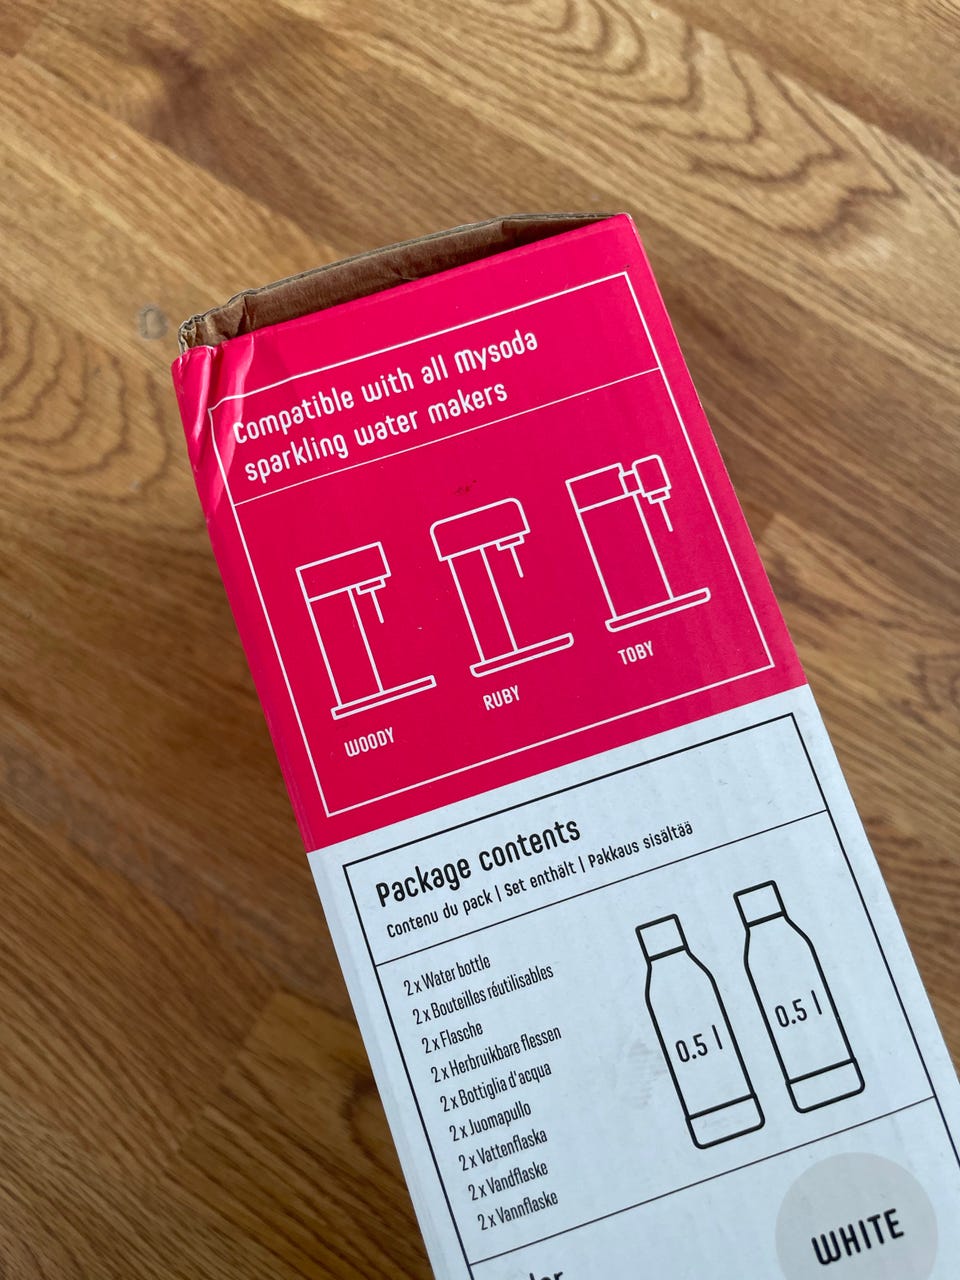 Compatible with all Mysoda
sparkling water makers
WOODY
RUBY
TOBY
Package contents
Contenu du pack | Set enthält | Pakkaus sisältää
2 x Water bottle
2 x Bouteilles réutilisables
2 x Flasche
2 x Herbruikbare flessen
2 x Bottiglia d'acqua
2 x Juomapullo
2 x Vattenflaska
2 x Vandflaske
2 x Vannflaske
0.5 l
0.5 l
WHITE